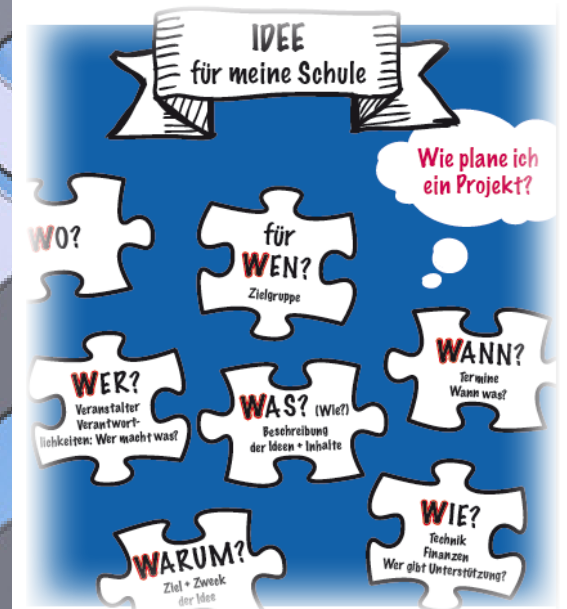 IDEE
für meine Schule
Wie plane ich
ein Projekt?
WO?
für
WEN?
Zielgruppe
WANN?
Termine
Wann was?
WER?
Veranstalter
Verantwort-
lichkeiten: Wer macht was?
WAS? (Wie?)
Beschreibung
der Ideen + Inhalte
WIE?
Technik
Finanzen
Wer gibt Unterstützung?
WARUM?
Ziel + Zweck
der Idee